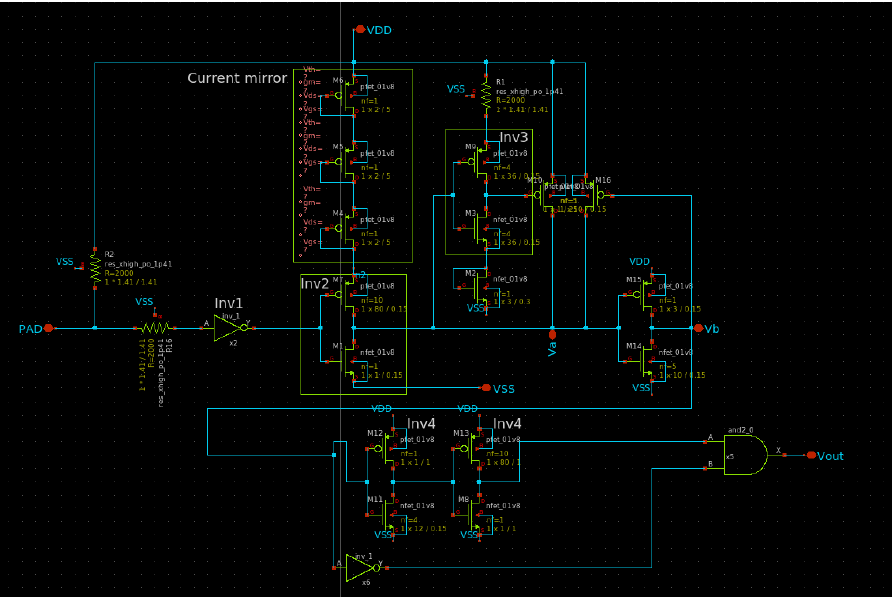 VDD
Current mirror
Vth=
?
gm=
?
Vds=
?
Vgs=
?
M6
pfet_01v8
nf=1
1 x 2 / 5
VSS
R1
res_xhigh_po_1p41
R=2000
1 * 1.41 / 1.41
Vth=
?
gm=
?
Vds=
?
Vgs=
?
M5
pfet_01v8
nf=1
1 x 2 / 5
Inv3
M9
pfet_01v8
nf=4
1 x 36 / 0.15
M10
M16
Vth=
?
gm=
?
Vds=
?
Vgs=
?
M4
pfet_01v8
nf=1
1 x 2 / 5
M3
nfet_01v8
nf=4
1 x 36 / 0.15
VSS
R2
res_xhigh_po_1p41
R=2000
1 * 1.41 / 1.41
Inv2
M7
pfet_01v8
nf=10
1 x 80 / 0.15
M2
nfet_01v8
nf=1
1 x 3 / 0.3
VSS
VDD
M15
pfet_01v8
nf=1
1 x 3 / 0.15
VSS
Inv1
inv_1
A
Y
x2
PAD
R16
res_xhigh_po_1p41
R=2000
1 * 1.41 / 1.41
M1
nfet_01v8
nf=1
1 x 1 / 0.15
VSS
Va
Vb
M14
nfet_01v8
nf=5
1 x 10 / 0.15
VSS
VDD
Inv4
M12
pfet_01v8
nf=1
1 x 1 / 1
VDD
Inv4
M13
pfet_01v8
nf=10
1 x 80 / 1
and2_0
A
B
x5
X
Vout
M11
nfet_01v8
nf=4
1 x 12 / 0.15
VSS
M8
nfet_01v8
nf=1
1 x 1 / 1
VSS
inv_1
A
Y
x6